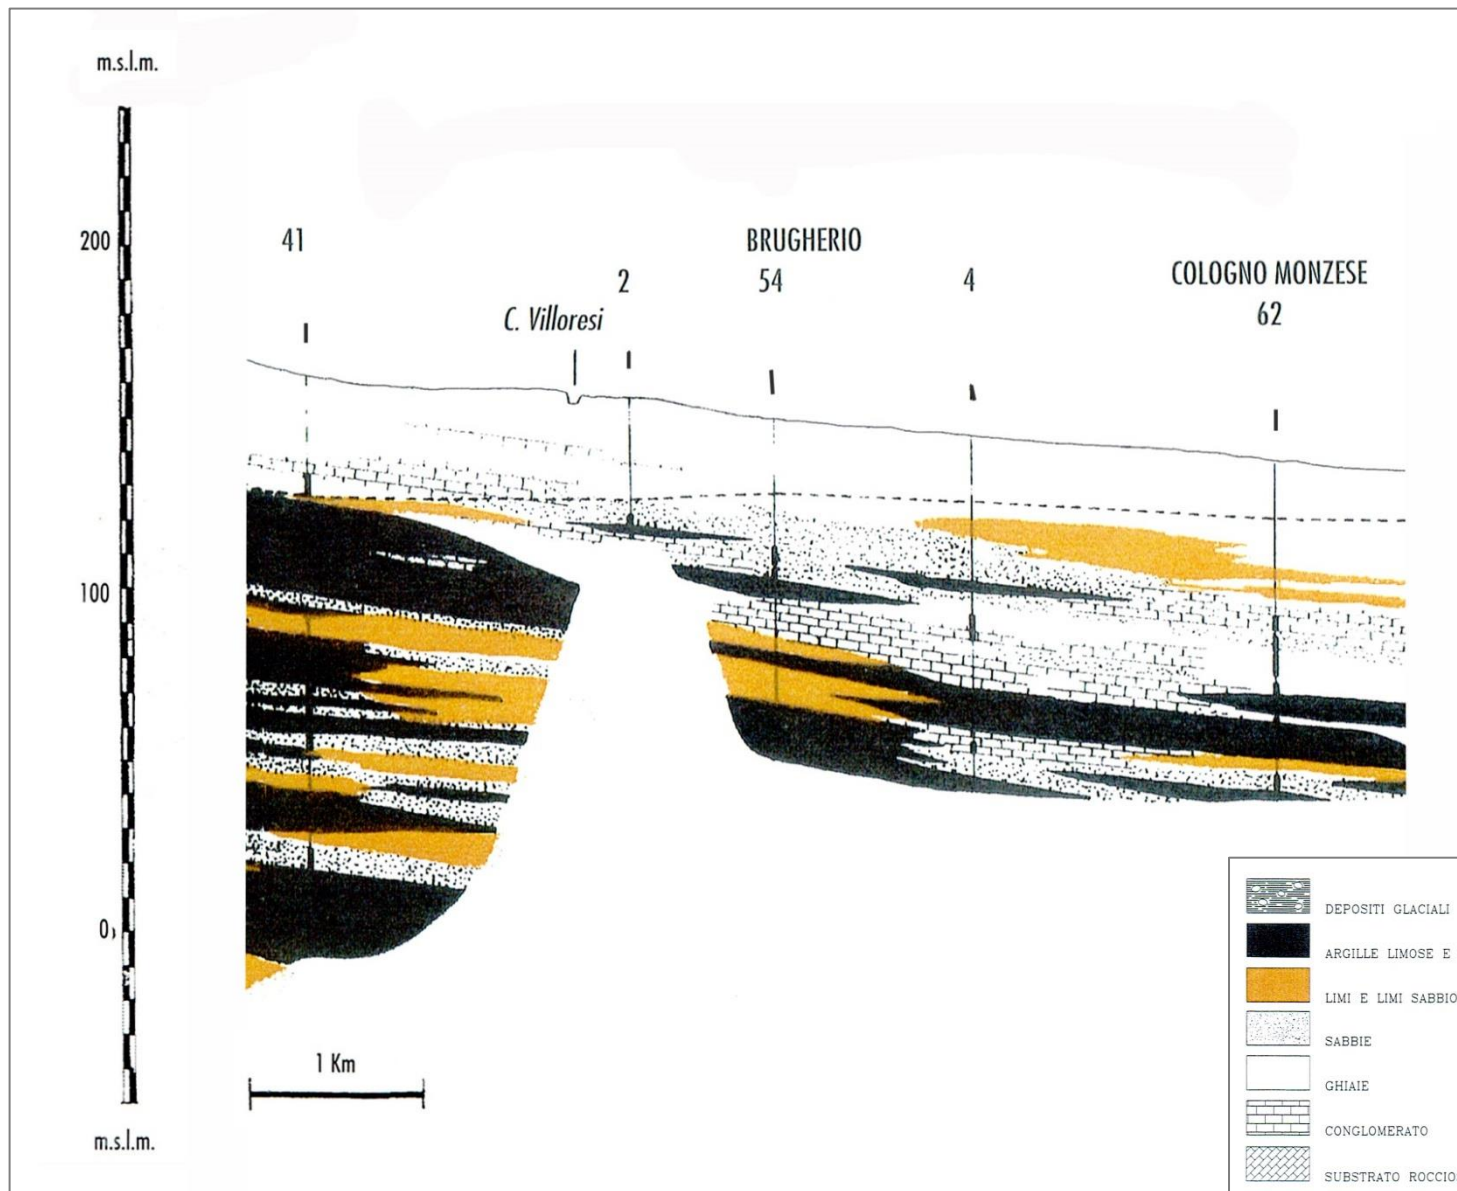 m.s.l.m.
200
41
BRUGHERIO
2
54
4
COLOGNO MONZESE
62
C. Villoresi
100
0
1 Km
m.s.l.m.
DEPOSITI GLACIALI
ARGILLE LIMOSE E
LIMI E LIMI SABBIO
SABBIE
GHIAIE
CONGLOMERATO
SUBSTRATO ROCCIO